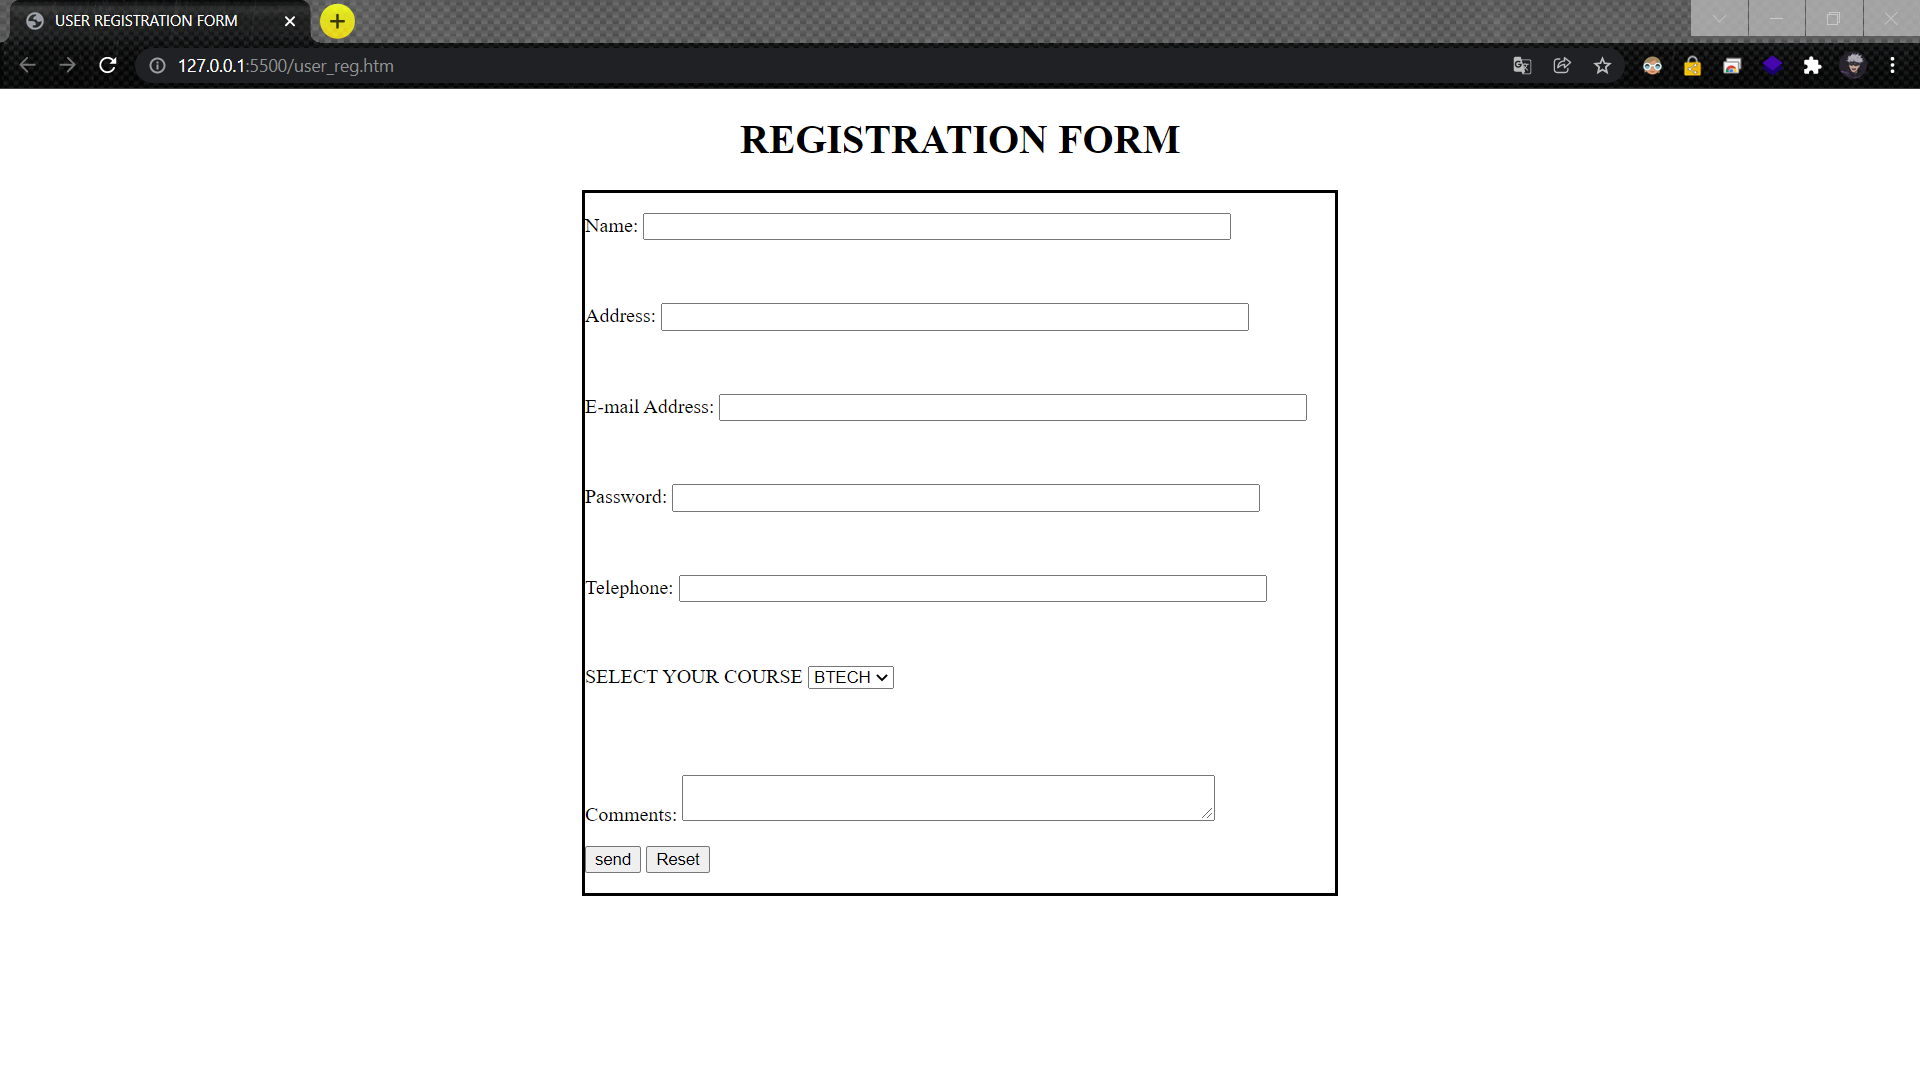 USER REGISTRATION FORM
127.0.0.1:5500/user_reg.htm
REGISTRATION FORM
Name:
Address:
E-mail Address:
Password:
Telephone:
SELECT YOUR COURSE BTECH
Comments:
send Reset